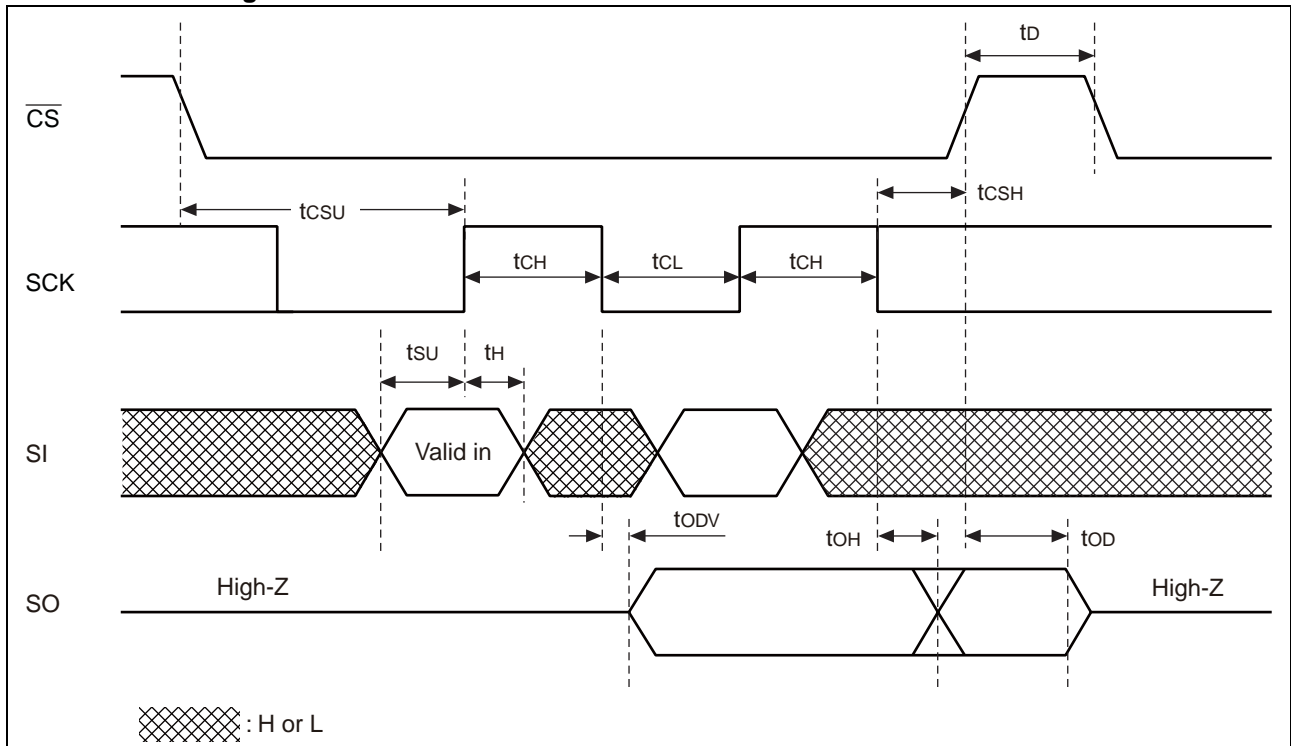 tD
CS
tCSU
tCSH
SCK
tCH
tCL
tCH
tSU
tH
SI
Valid in
tODV
tOH
tOD
SO
High-Z
High-Z
: H or L